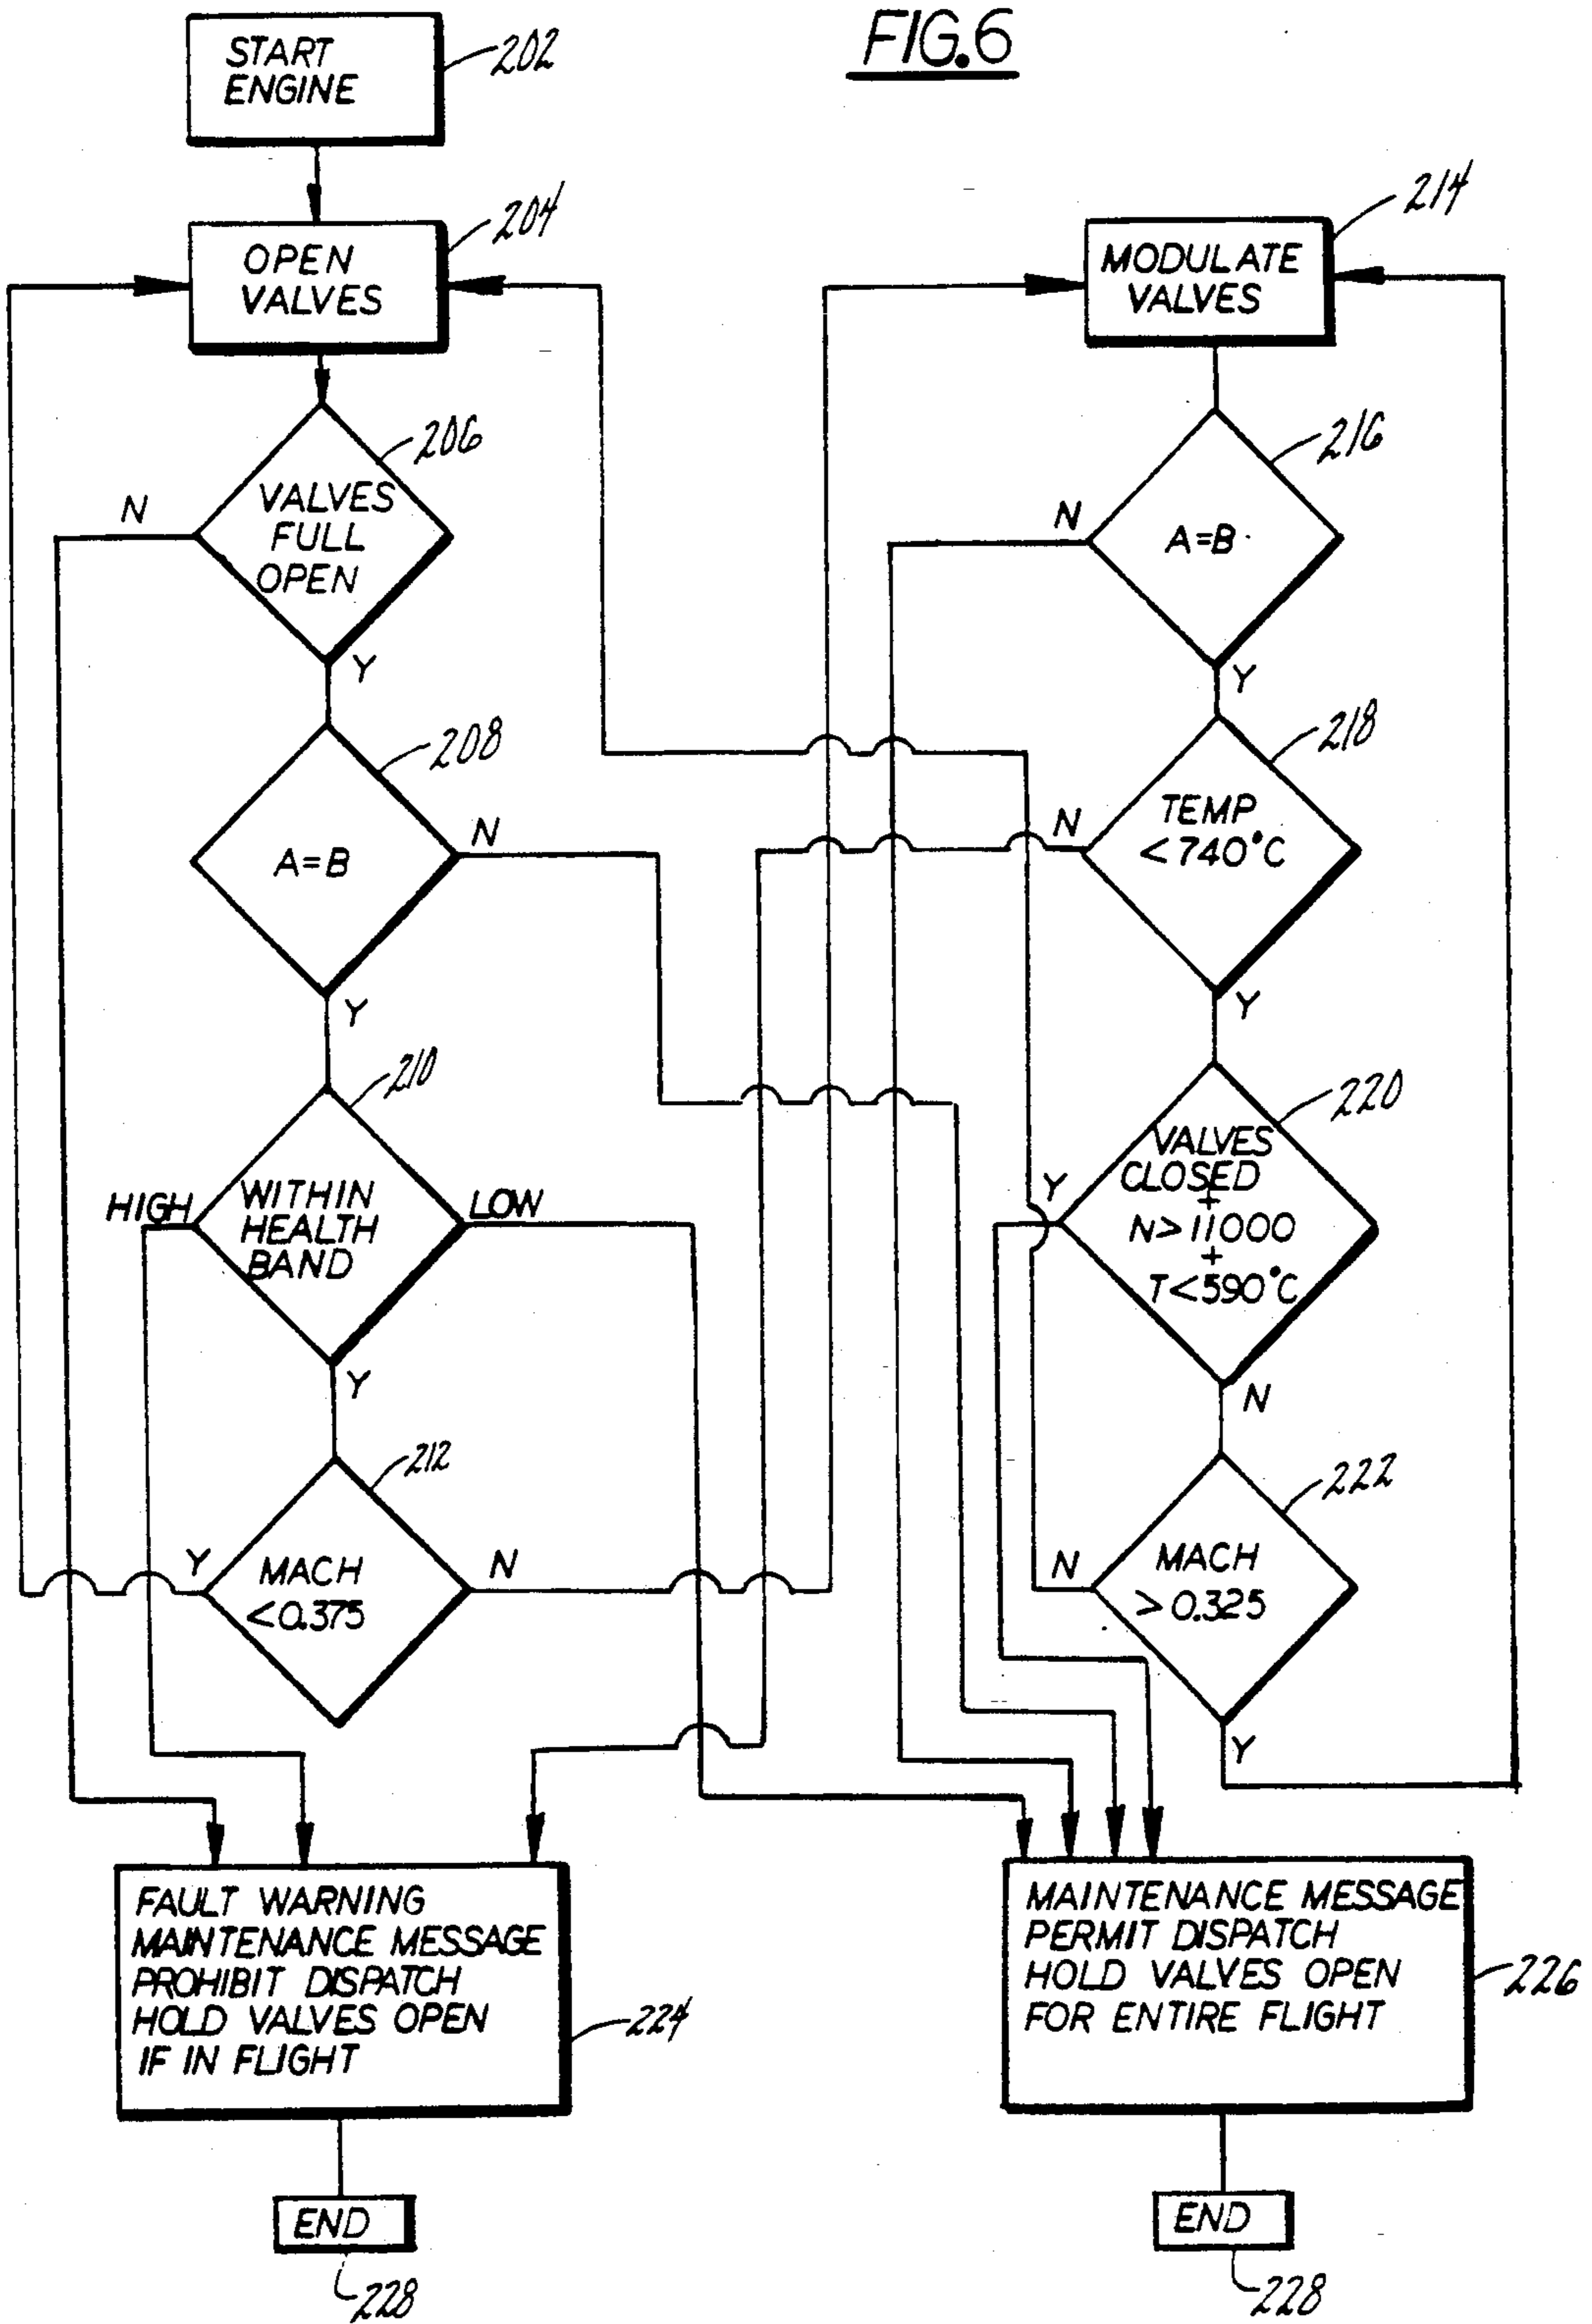 FIG.6
START
ENGINE
202
OPEN
VALVES
204
VALVES
FULL
OPEN
206
N
Y
A=B
208
N
Y
WITHIN
HEALTH
BAND
210
HIGH
LOW
Y
MACH
<0.375
212
Y
N
MODULATE
VALVES
214
A=B
216
N
Y
TEMP
<740°C
218
N
Y
VALVES
CLOSED
+
N>11000
+
T<590°C
220
Y
N
MACH
>0.325
222
N
Y
FAULT WARNING
MAINTENANCE MESSAGE
PROHIBIT DISPATCH
HOLD VALVES OPEN
IF IN FLIGHT
224
END
228
MAINTENANCE MESSAGE
PERMIT DISPATCH
HOLD VALVES OPEN
FOR ENTIRE FLIGHT
226
END
228